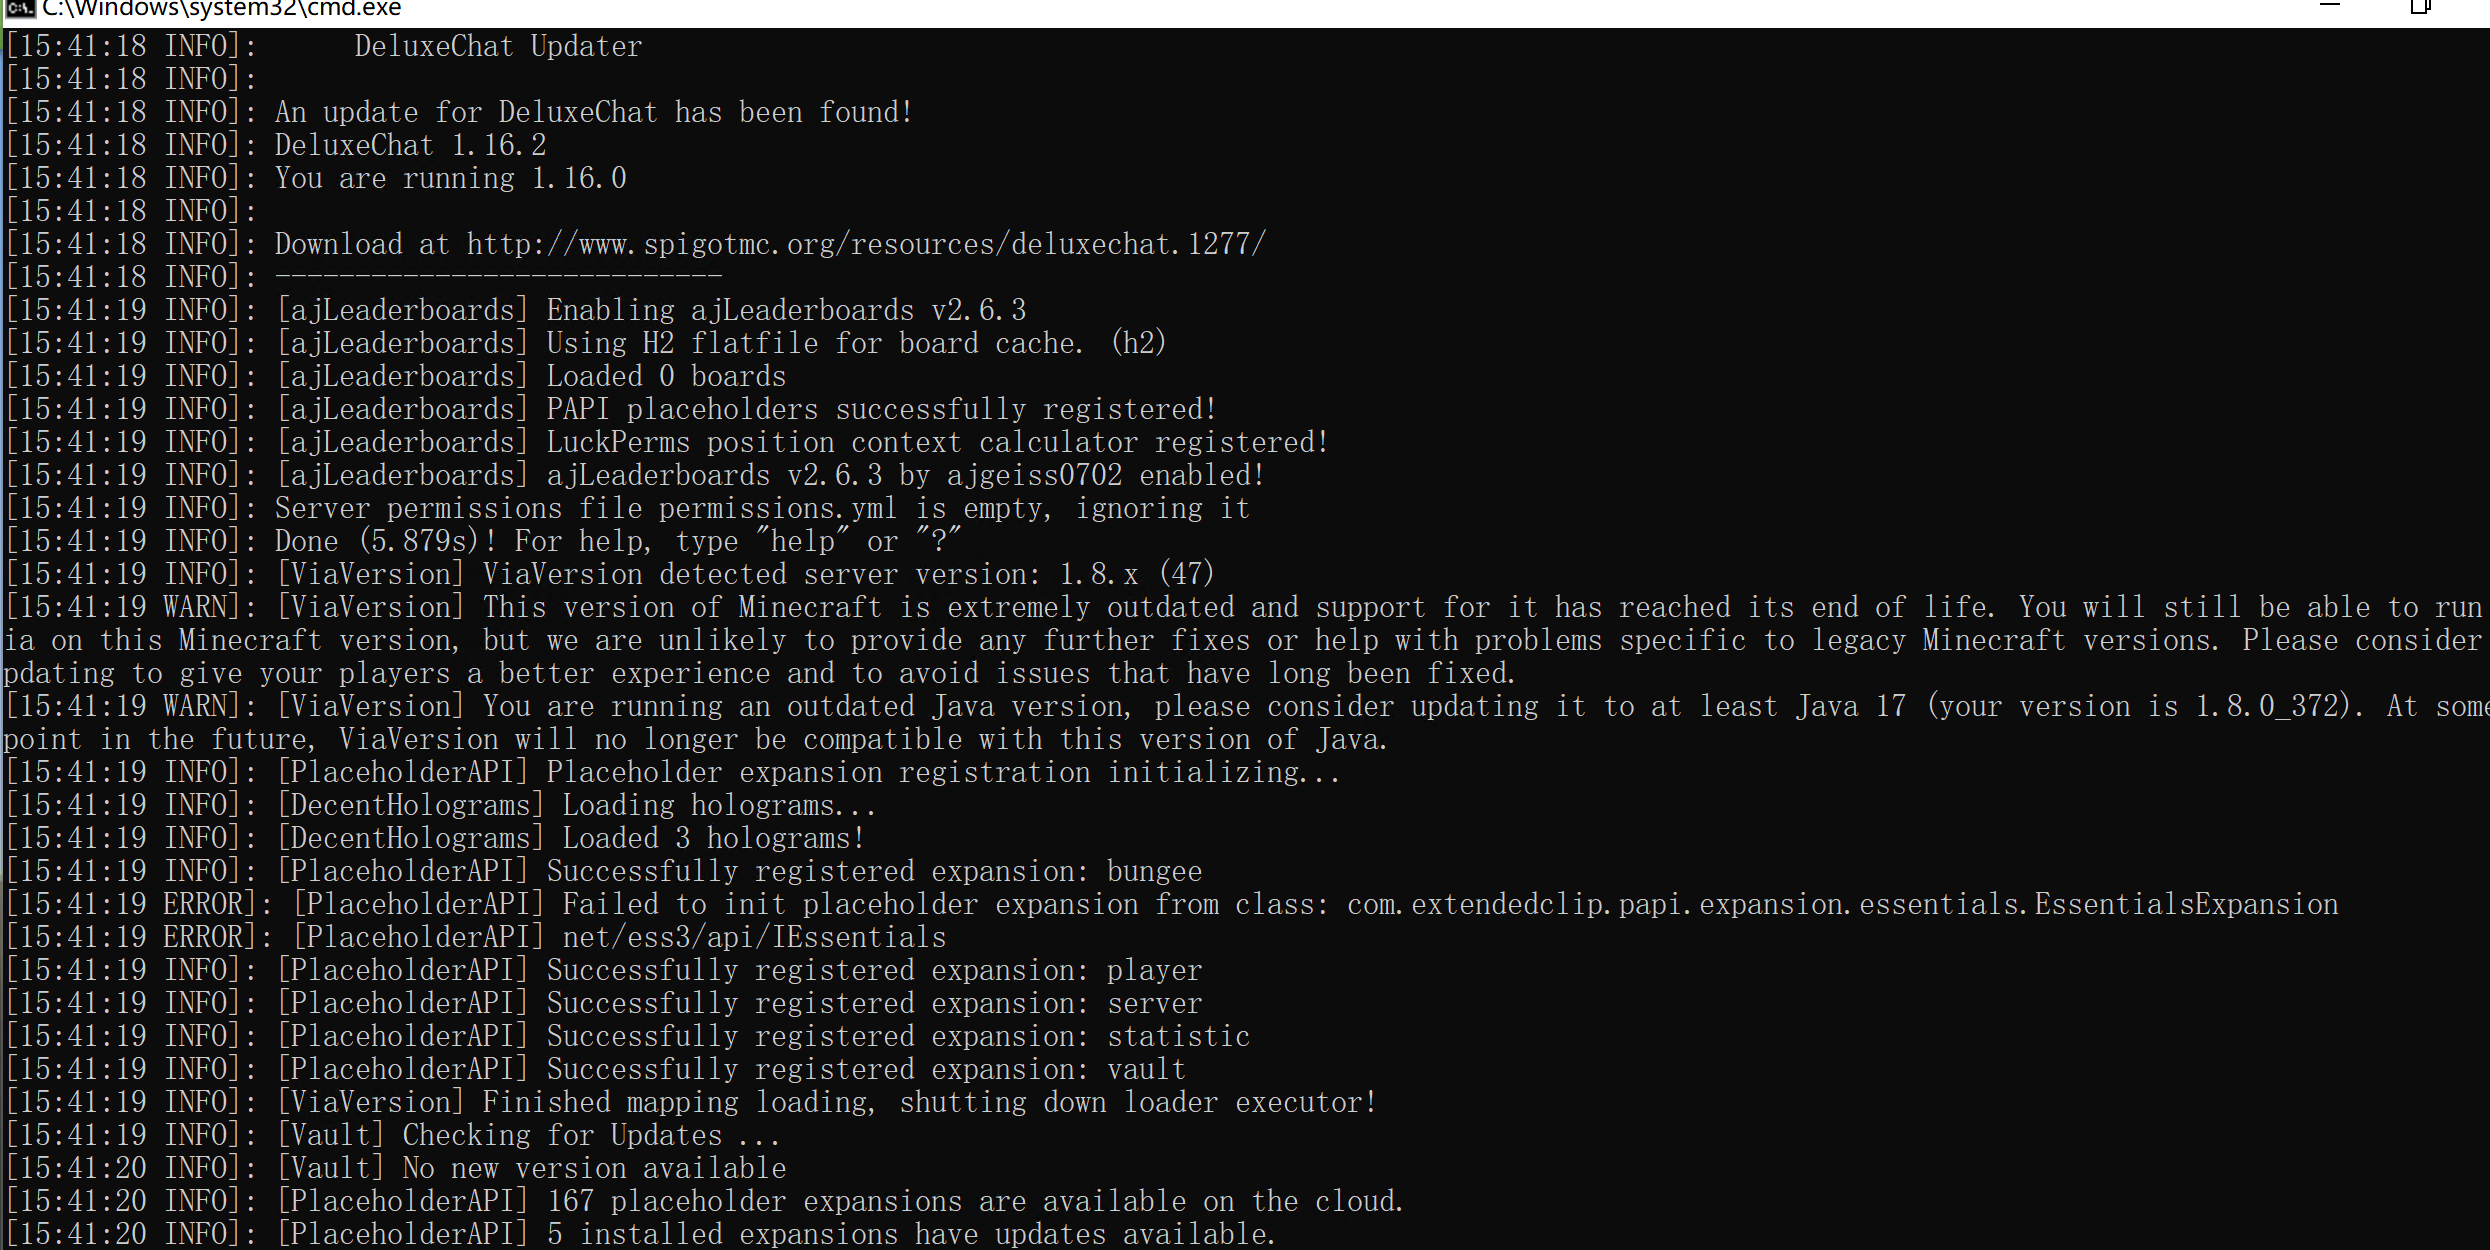 C:\Windows\system32\cmd.exe
[15:41:18 INFO]:      DeluxeChat Updater
[15:41:18 INFO]:
[15:41:18 INFO]: An update for DeluxeChat has been found!
[15:41:18 INFO]: DeluxeChat 1.16.2
[15:41:18 INFO]: You are running 1.16.0
[15:41:18 INFO]:
[15:41:18 INFO]: Download at http://www.spigotmc.org/resources/deluxechat.1277/
[15:41:18 INFO]: ----------------------------
[15:41:19 INFO]: [ajLeaderboards] Enabling ajLeaderboards v2.6.3
[15:41:19 INFO]: [ajLeaderboards] Using H2 flatfile for board cache. (h2)
[15:41:19 INFO]: [ajLeaderboards] Loaded 0 boards
[15:41:19 INFO]: [ajLeaderboards] PAPI placeholders successfully registered!
[15:41:19 INFO]: [ajLeaderboards] LuckPerms position context calculator registered!
[15:41:19 INFO]: [ajLeaderboards] ajLeaderboards v2.6.3 by ajgeiss0702 enabled!
[15:41:19 INFO]: Server permissions file permissions.yml is empty, ignoring it
[15:41:19 INFO]: Done (5.879s)! For help, type "help" or "?"
[15:41:19 INFO]: [ViaVersion] ViaVersion detected server version: 1.8.x (47)
[15:41:19 WARN]: [ViaVersion] This version of Minecraft is extremely outdated and support for it has reached its end of life. You will still be able to run
ia on this Minecraft version, but we are unlikely to provide any further fixes or help with problems specific to legacy Minecraft versions. Please consider
pdating to give your players a better experience and to avoid issues that have long been fixed.
[15:41:19 WARN]: [ViaVersion] You are running an outdated Java version, please consider updating it to at least Java 17 (your version is 1.8.0_372). At some
point in the future, ViaVersion will no longer be compatible with this version of Java.
[15:41:19 INFO]: [PlaceholderAPI] Placeholder expansion registration initializing...
[15:41:19 INFO]: [DecentHolograms] Loading holograms...
[15:41:19 INFO]: [DecentHolograms] Loaded 3 holograms!
[15:41:19 INFO]: [PlaceholderAPI] Successfully registered expansion: bungee
[15:41:19 ERROR]: [PlaceholderAPI] Failed to init placeholder expansion from class: com.extendedclip.papi.expansion.essentials.EssentialsExpansion
[15:41:19 ERROR]: [PlaceholderAPI] net/ess3/api/IEssentials
[15:41:19 INFO]: [PlaceholderAPI] Successfully registered expansion: player
[15:41:19 INFO]: [PlaceholderAPI] Successfully registered expansion: server
[15:41:19 INFO]: [PlaceholderAPI] Successfully registered expansion: statistic
[15:41:19 INFO]: [PlaceholderAPI] Successfully registered expansion: vault
[15:41:19 INFO]: [ViaVersion] Finished mapping loading, shutting down loader executor!
[15:41:19 INFO]: [Vault] Checking for Updates ...
[15:41:20 INFO]: [Vault] No new version available
[15:41:20 INFO]: [PlaceholderAPI] 167 placeholder expansions are available on the cloud.
[15:41:20 INFO]: [PlaceholderAPI] 5 installed expansions have updates available.